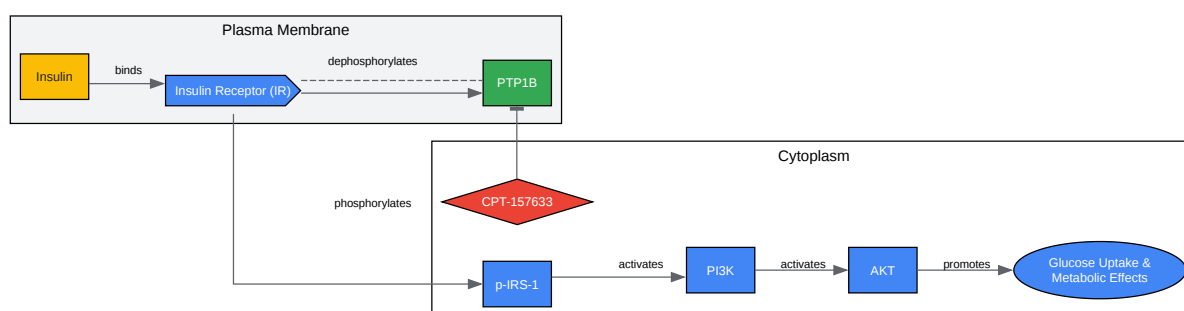 Plasma Membrane
Insulin
binds
Insulin Receptor (IR)
dephosphorylates
PTP1B
Cytoplasm
CPT-157633
phosphorylates
p-IRS-1
activates
PI3K
activates
AKT
promotes
Glucose Uptake &
Metabolic Effects